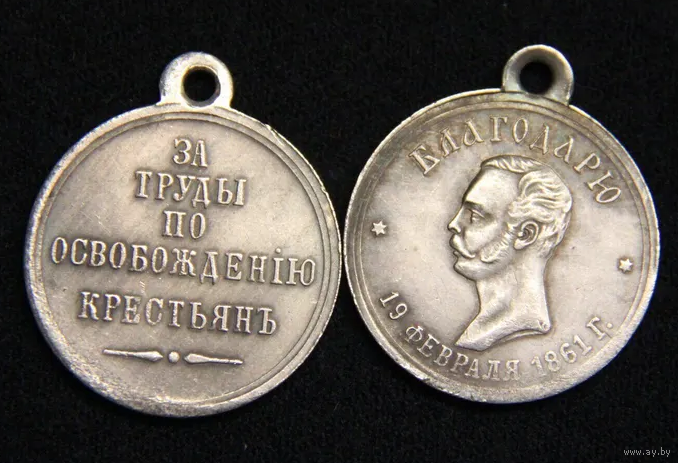 ЗА
ТРУДЫ
ПО
ОСВОБОЖДЕНІЮ
КРЕСТЬЯНЪ
БЛАГОДАРЮ
19 ФЕВРАЛЯ 1861 Г.
© www.ay.by